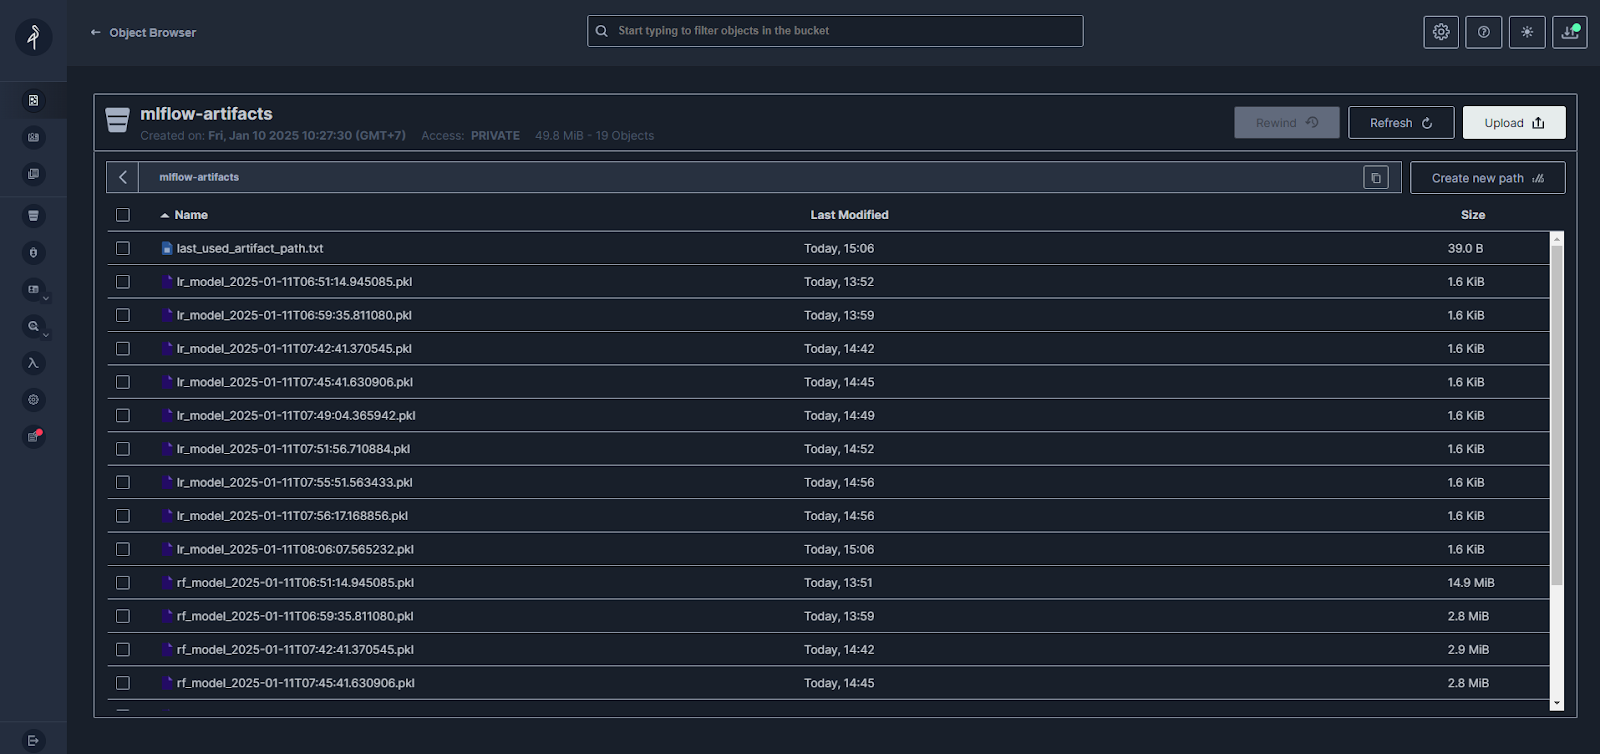 ← Object Browser
Start typing to filter objects in the bucket
mlflow-artifacts
Created on: Fri, Jan 10 2025 10:27:30 (GMT+7) Access: PRIVATE 49.8 MiB - 19 Objects
Rewind Refresh Upload
mlflow-artifacts
Create new path
Name Last Modified Size
last_used_artifact_path.txt Today, 15:06 39.0 B
lr_model_2025-01-11T06:51:14.945085.pkl Today, 13:52 1.6 KiB
lr_model_2025-01-11T06:59:35.811080.pkl Today, 13:59 1.6 KiB
lr_model_2025-01-11T07:42:41.370545.pkl Today, 14:42 1.6 KiB
lr_model_2025-01-11T07:45:41.630906.pkl Today, 14:45 1.6 KiB
lr_model_2025-01-11T07:49:04.365942.pkl Today, 14:49 1.6 KiB
lr_model_2025-01-11T07:51:56.710884.pkl Today, 14:52 1.6 KiB
lr_model_2025-01-11T07:55:51.563433.pkl Today, 14:56 1.6 KiB
lr_model_2025-01-11T07:56:17.168856.pkl Today, 14:56 1.6 KiB
lr_model_2025-01-11T08:06:07.565232.pkl Today, 15:06 1.6 KiB
rf_model_2025-01-11T06:51:14.945085.pkl Today, 13:51 14.9 MiB
rf_model_2025-01-11T06:59:35.811080.pkl Today, 13:59 2.8 MiB
rf_model_2025-01-11T07:42:41.370545.pkl Today, 14:42 2.9 MiB
rf_model_2025-01-11T07:45:41.630906.pkl Today, 14:45 2.8 MiB